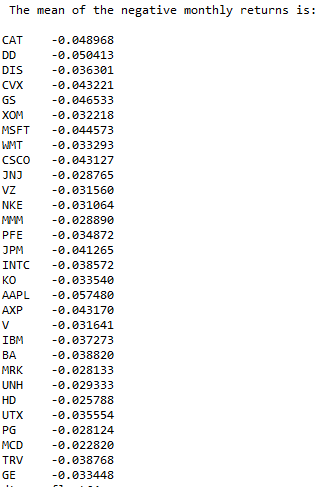 The mean of the negative monthly returns is:
CAT -0.048968
DD -0.050413
DIS -0.036301
CVX -0.043221
GS -0.046533
XOM -0.032218
MSFT -0.044573
WMT -0.033293
CSCO -0.043127
JNJ -0.028765
VZ -0.031560
NKE -0.031064
MMM -0.028890
PFE -0.034872
JPM -0.041265
INTC -0.038572
KO -0.033540
AAPL -0.057480
AXP -0.043170
V -0.031641
IBM -0.037273
BA -0.038820
MRK -0.028133
UNH -0.029333
HD -0.025788
UTX -0.035554
PG -0.028124
MCD -0.022820
TRV -0.038768
GE -0.033448